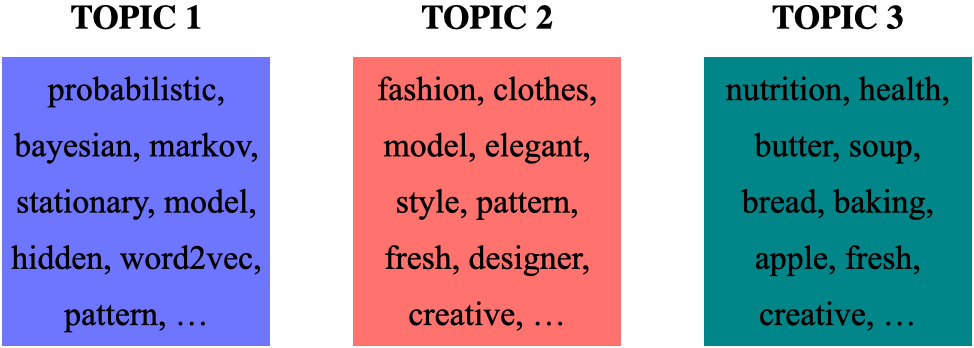 TOPIC 1
probabilistic,
bayesian, markov,
stationary, model,
hidden, word2vec,
pattern, …
TOPIC 2
fashion, clothes,
model, elegant,
style, pattern,
fresh, designer,
creative, …
TOPIC 3
nutrition, health,
butter, soup,
bread, baking,
apple, fresh,
creative, …